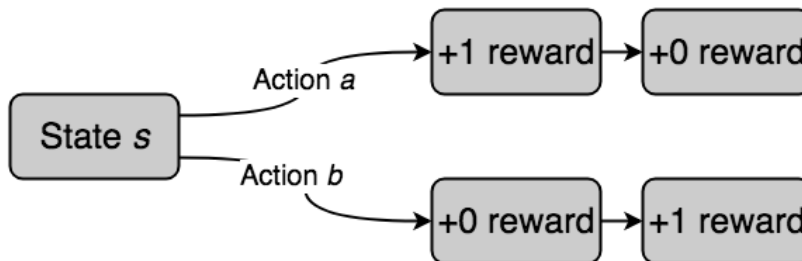 +1 reward
+0 reward
Action a
State s
Action b
+0 reward
+1 reward